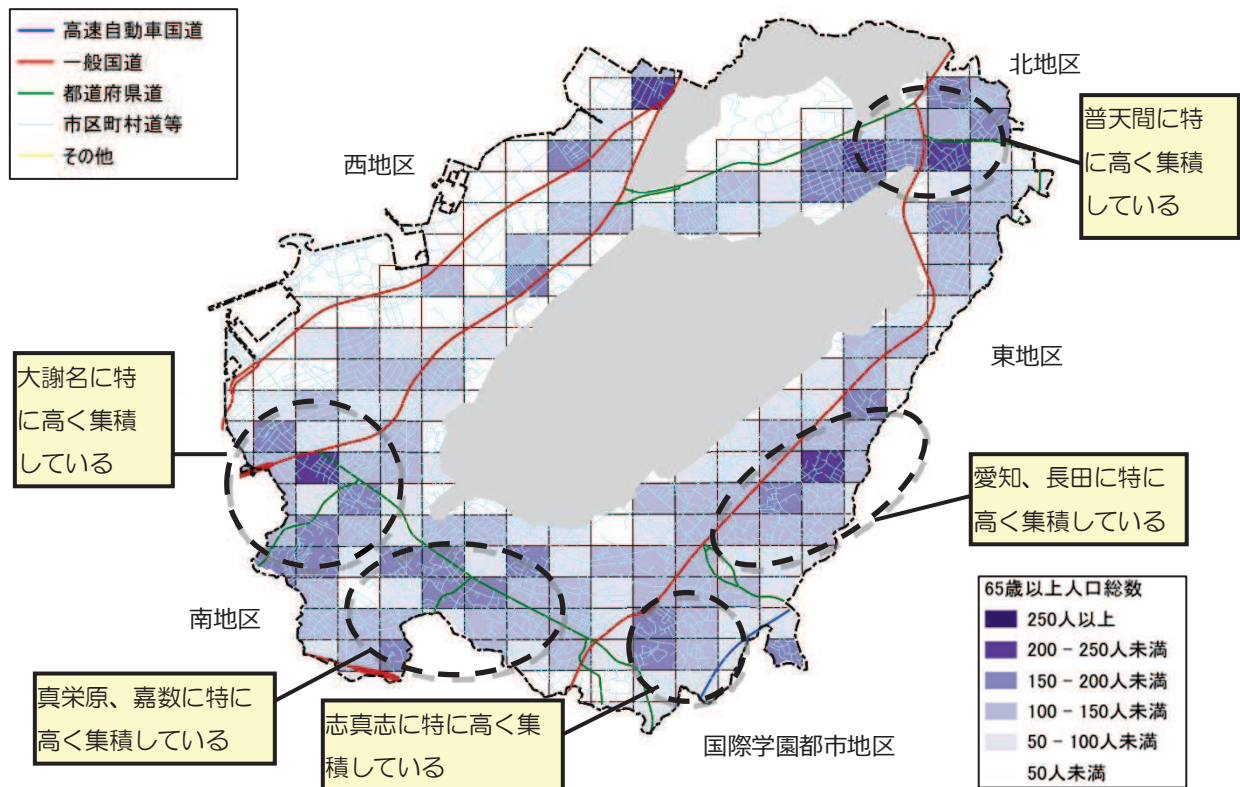 高速自動車国道
一般国道
都道府県道
市区町村道等
その他
北地区
普天間に特
に高く集積
している
西地区
東地区
大謝名に特
に高く集積
している
愛知、長田に特に
高く集積している
南地区
真栄原、嘉数に特に
高く集積している
志真志に特に高く集
積している
国際学園都市地区
65歳以上人口総数
250人以上
200－250人未満
150－200人未満
100－150人未満
50－100人未満
50人未満